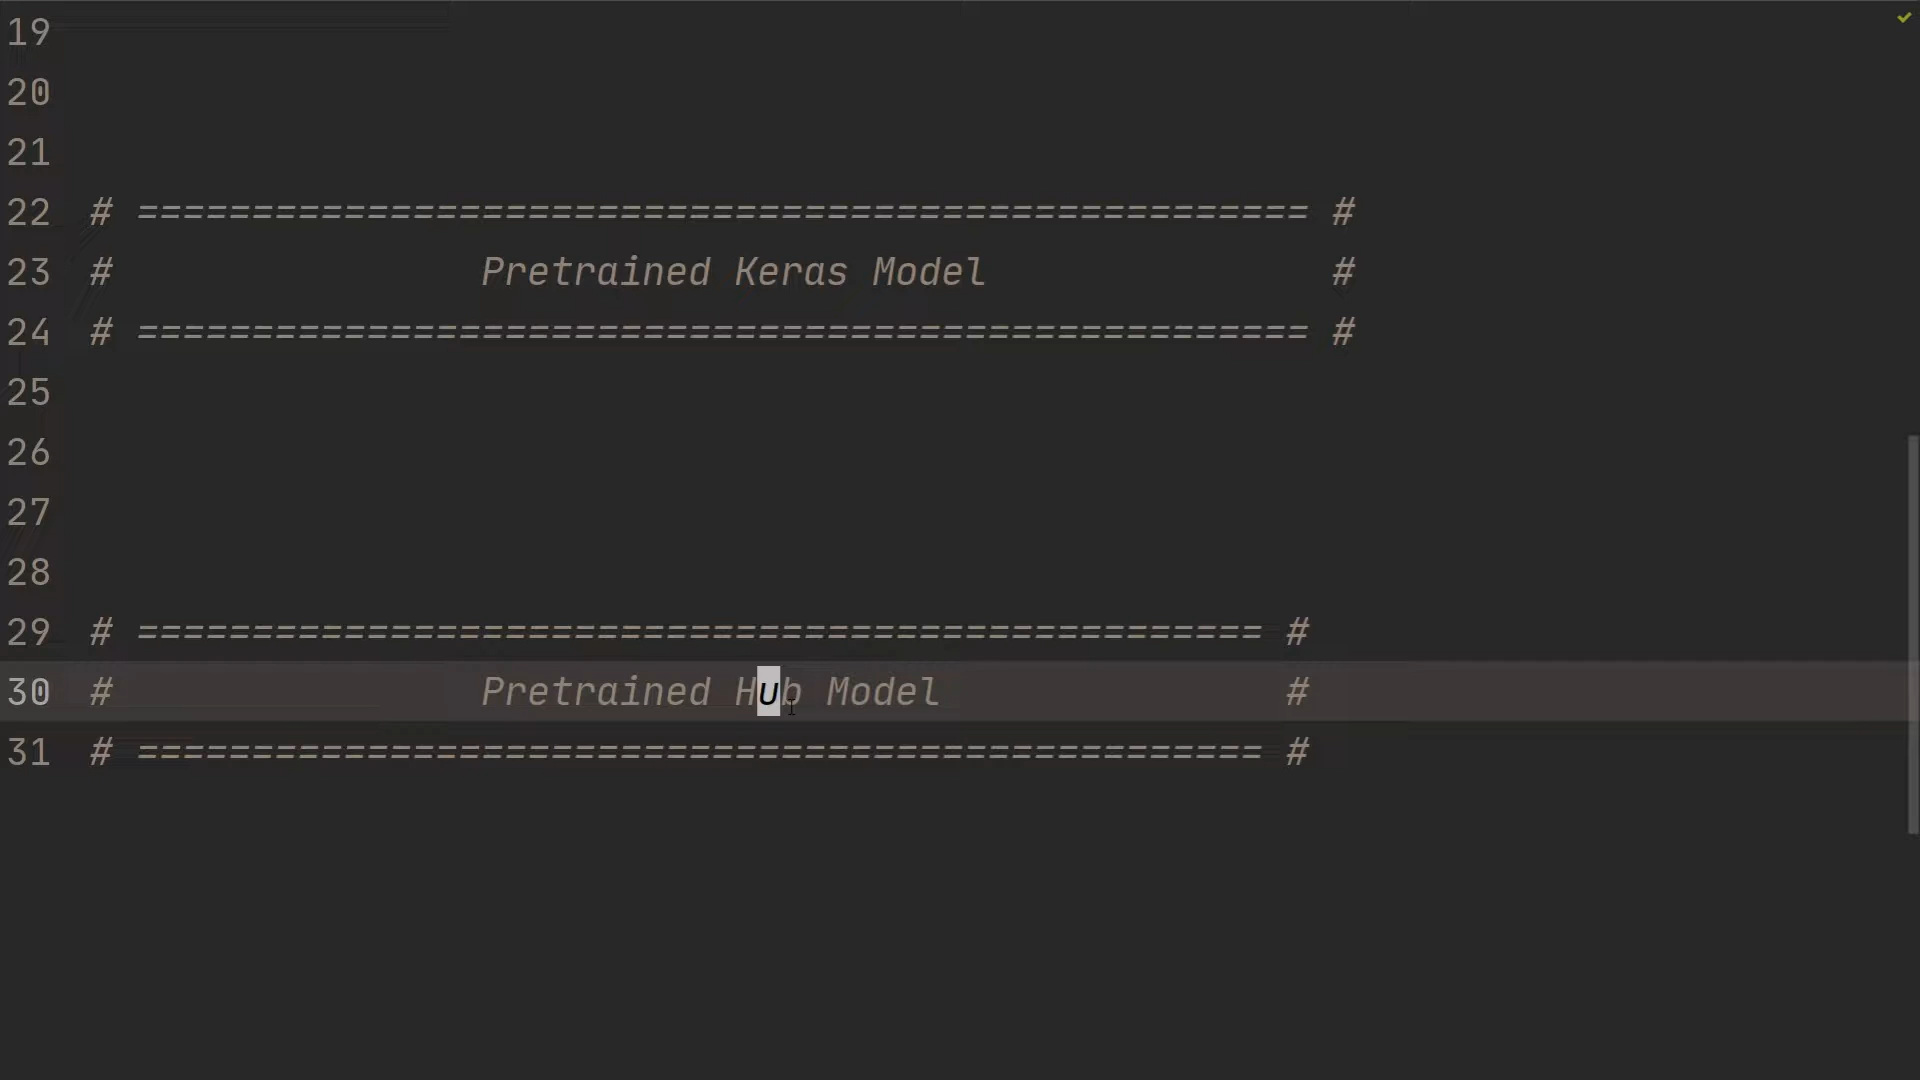 19
20
21
22 # =================================================== #
23 #                Pretrained Keras Model               #
24 # =================================================== #
25
26
27
28
29 # ================================================= #
30 #                Pretrained Hub Model               #
31 # ================================================= #